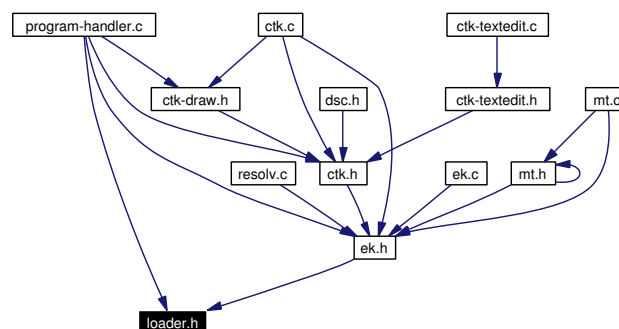 program-handler.c
ctk.c
ctk-textedit.c
ctk-draw.h
dsc.h
ctk-textedit.h
mt.c
resolv.c
ctk.h
ek.c
mt.h
ek.h
loader.h